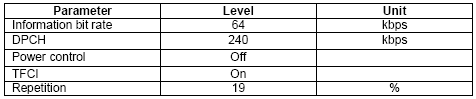 Parameter Level Unit
Information bit rate 64 kbps
DPCH 240 kbps
Power control Off
TFCI On
Repetition 19 %